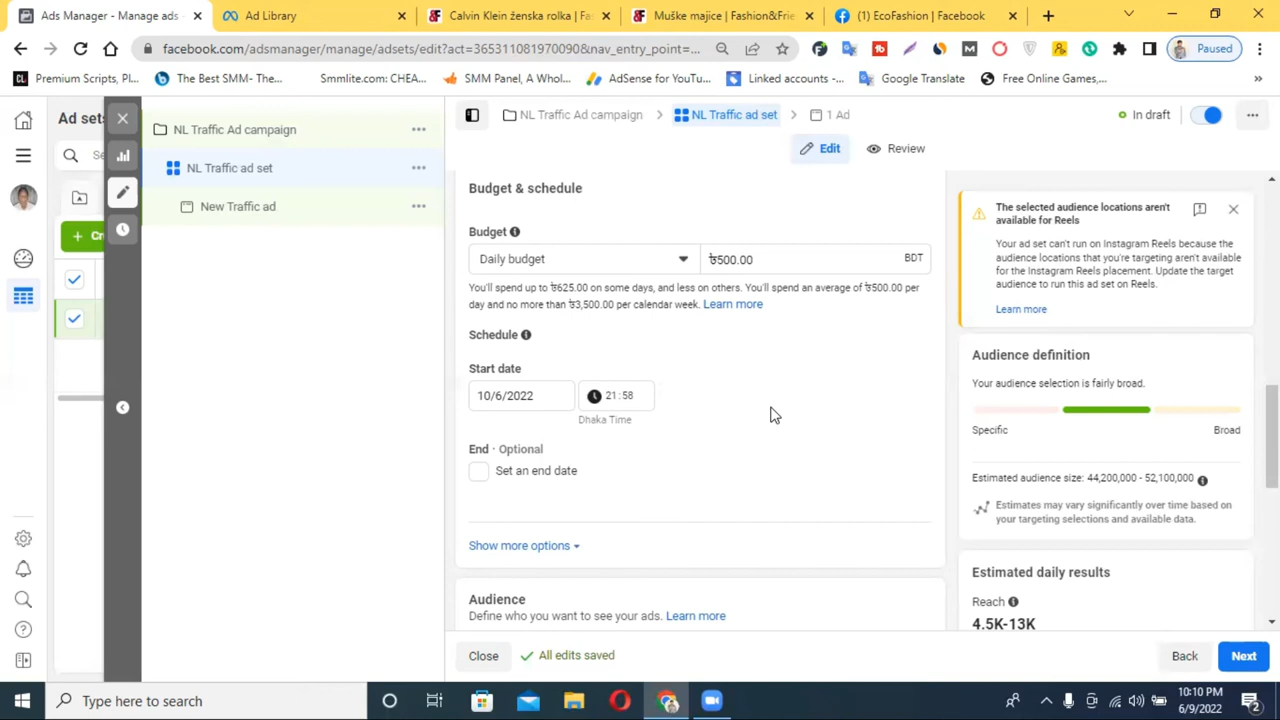 Ads Manager - Manage ads -
Ad Library
Calvin Klein ženska rolka | Fa
Muške majice | Fashion&Frie
(1) EcoFashion | Facebook
facebook.com/adsmanager/manage/adsets/edit?act=365311081970090&nav_entry_point=...
Paused
Premium Scripts, Pl...
The Best SMM- The...
Smmlite.com: CHEA...
SMM Panel, A Whol...
AdSense for YouTu...
Linked accounts -...
Google Translate
Free Online Games,...
»
Ad sets
NL Traffic Ad campaign
NL Traffic ad set
New Traffic ad
NL Traffic Ad campaign
NL Traffic ad set
1 Ad
In draft
Edit
Review
Budget & schedule
Budget
Daily budget
৳500.00
BDT
You'll spend up to ৳625.00 on some days, and less on others. You'll spend an average of ৳500.00 per
day and no more than ৳3,500.00 per calendar week. Learn more
Schedule
Start date
10/6/2022
21:58
Dhaka Time
End · Optional
Set an end date
Show more options
Audience
Define who you want to see your ads. Learn more
The selected audience locations aren't
available for Reels
Your ad set can't run on Instagram Reels because the
audience locations that you're targeting aren't available
for the Instagram Reels placement. Update the target
audience to run this ad set on Reels.
Learn more
Audience definition
Your audience selection is fairly broad.
Specific
Broad
Estimated audience size: 44,200,000 - 52,100,000
Estimates may vary significantly over time based on
your targeting selections and available data.
Estimated daily results
Reach
4.5K-13K
Close
All edits saved
Back
Next
Type here to search
10:10 PM
6/9/2022
2